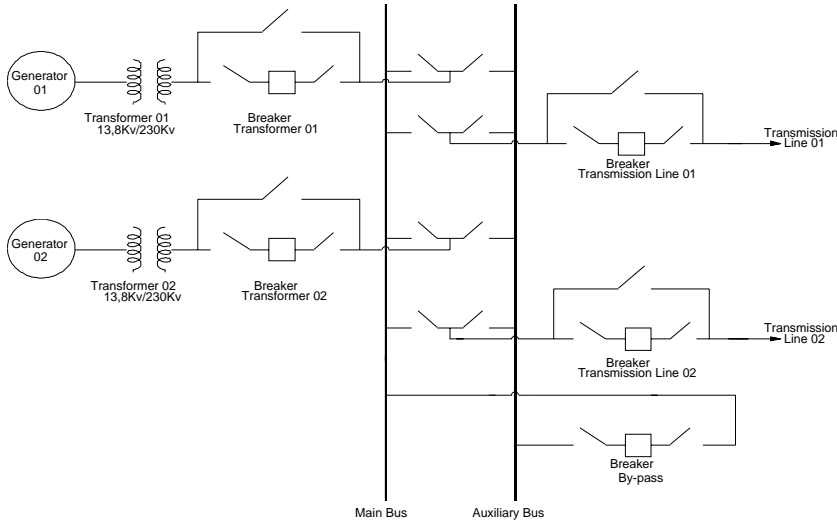 Generator
01
Transformer 01
13,8Kv/230Kv
Breaker
Transformer 01
Breaker
Transmission Line 01
Transmission
Line 01
Generator
02
Transformer 02
13,8Kv/230Kv
Breaker
Transformer 02
Breaker
Transmission Line 02
Transmission
Line 02
Breaker
By-pass
Main Bus
Auxiliary Bus